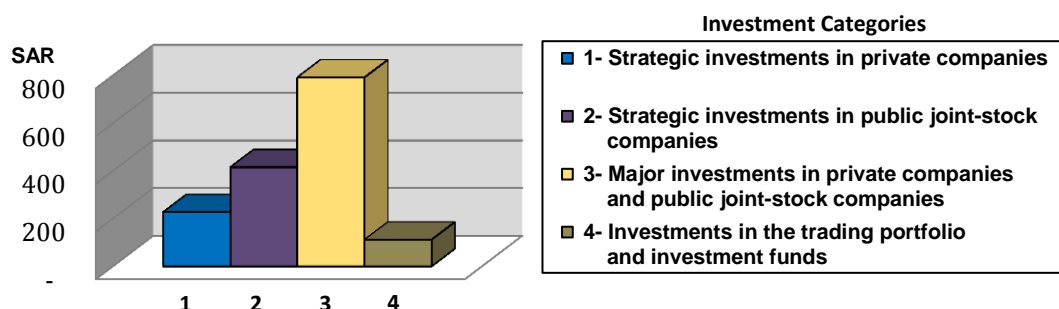 Investment Categories
SAR
800
600
400
200
-
1
2
3
4
1- Strategic investments in private companies
2- Strategic investments in public joint-stock
companies
3- Major investments in private companies
and public joint-stock companies
4- Investments in the trading portfolio
and investment funds